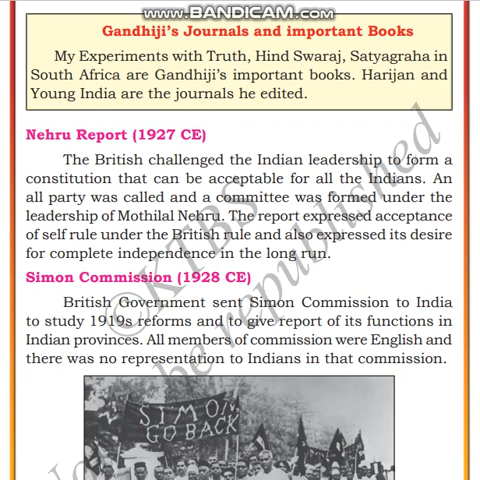 www.BANDICAM.com
Gandhiji's Journals and important Books
My Experiments with Truth, Hind Swaraj, Satyagraha in
South Africa are Gandhiji's important books. Harijan and
Young India are the journals he edited.
Nehru Report (1927 CE)
The British challenged the Indian leadership to form a
constitution that can be acceptable for all the Indians. An
all party was called and a committee was formed under the
leadership of Mothilal Nehru. The report expressed acceptance
of self rule under the British rule and also expressed its desire
for complete independence in the long run.
Simon Commission (1928 CE)
British Government sent Simon Commission to India
to study 1919s reforms and to give report of its functions in
Indian provinces. All members of commission were English and
there was no representation to Indians in that commission.
SIMON
GO BACK
©KTBS
be republished